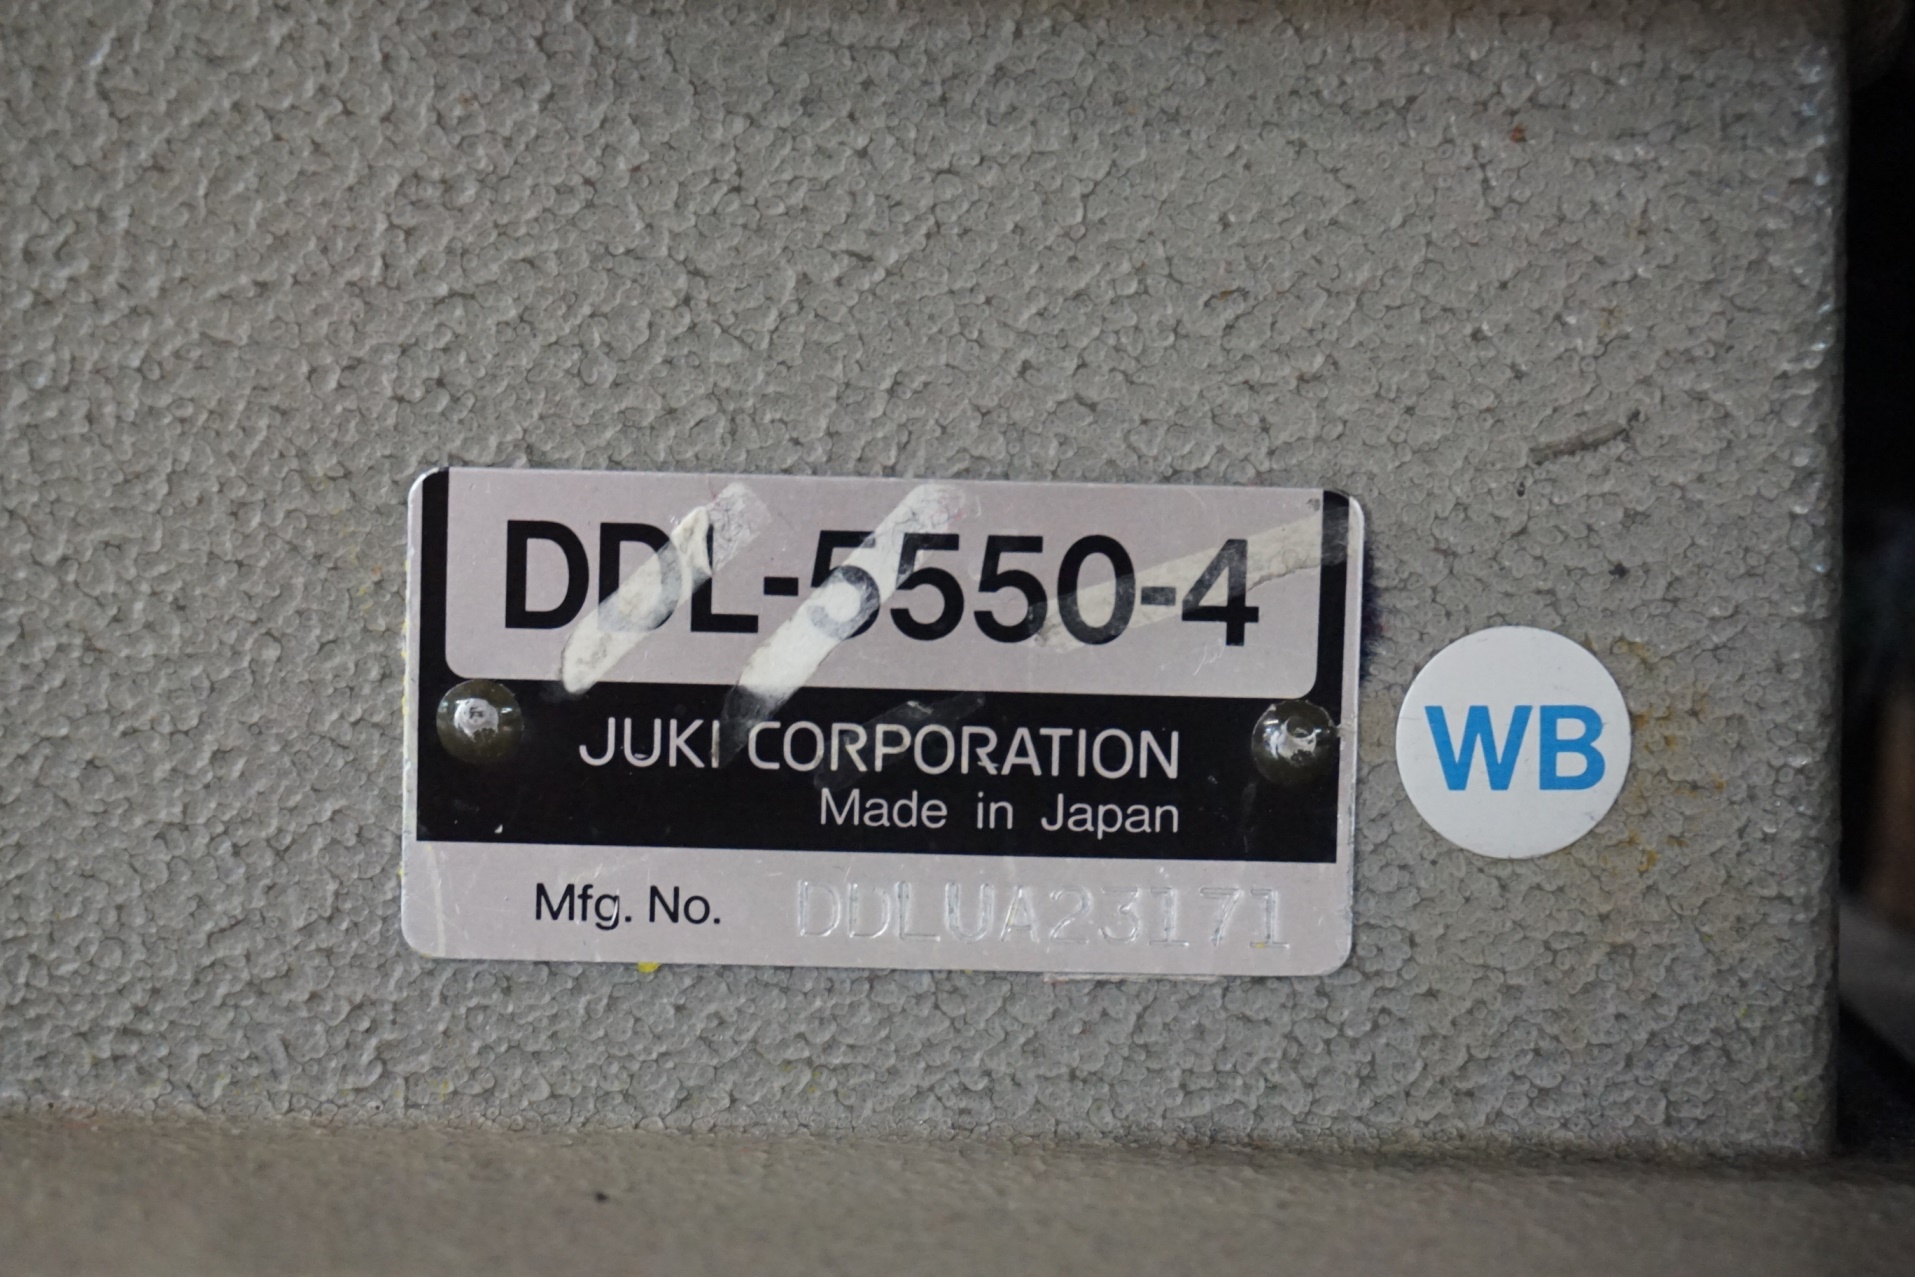 DDL-5550-4
JUKI CORPORATION
Made in Japan
WB
Mfg. No. DDLUA23171